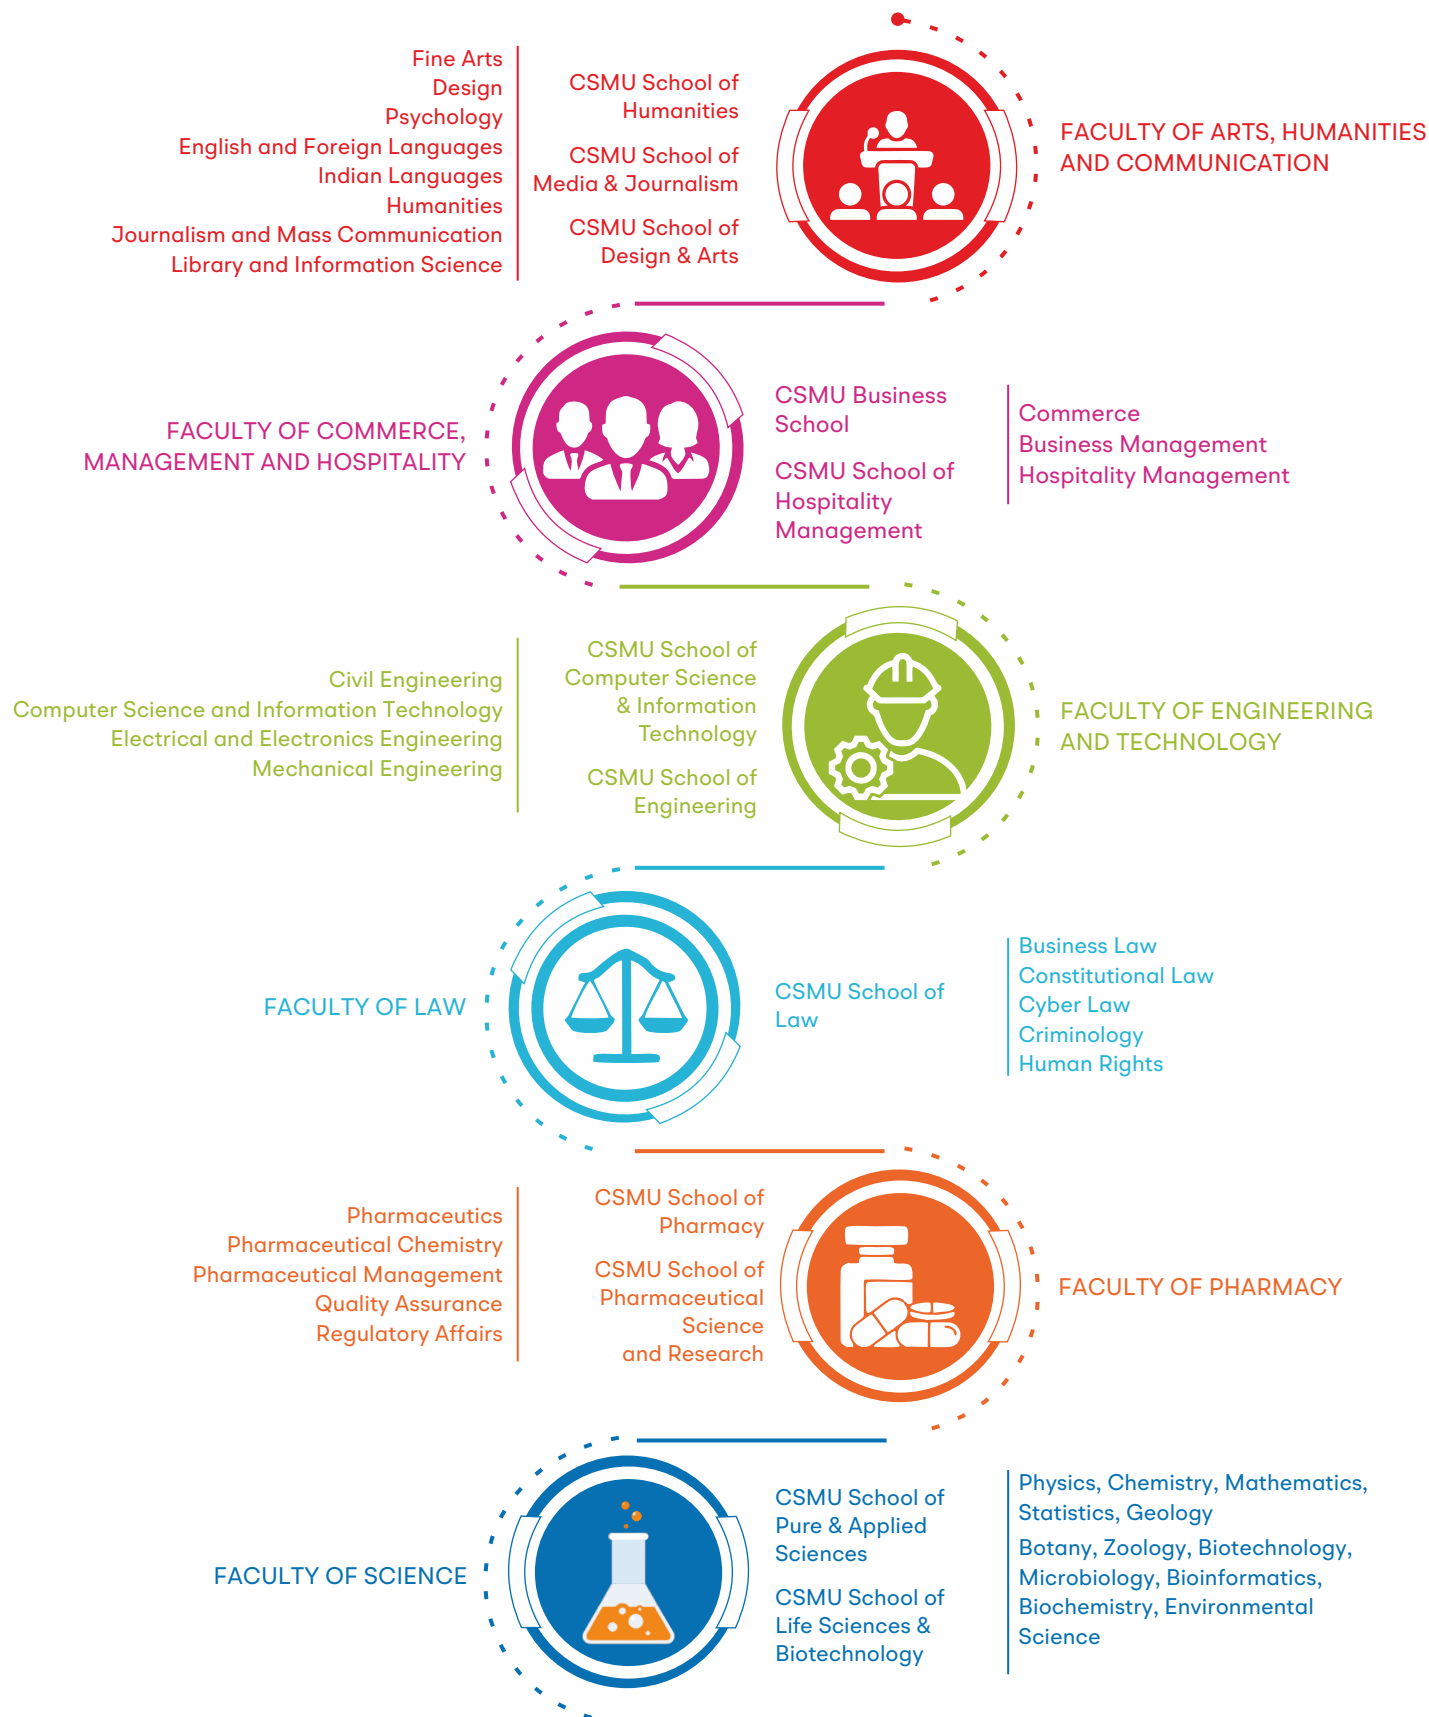 Fine Arts
Design
Psychology
English and Foreign Languages
Indian Languages
Humanities
Journalism and Mass Communication
Library and Information Science
CSMU School of
Humanities
CSMU School of
Media & Journalism
CSMU School of
Design & Arts
FACULTY OF ARTS, HUMANITIES
AND COMMUNICATION
FACULTY OF COMMERCE,
MANAGEMENT AND HOSPITALITY
CSMU Business
School
CSMU School of
Hospitality
Management
Commerce
Business Management
Hospitality Management
Civil Engineering
Computer Science and Information Technology
Electrical and Electronics Engineering
Mechanical Engineering
CSMU School of
Computer Science
& Information
Technology
CSMU School of
Engineering
FACULTY OF ENGINEERING
AND TECHNOLOGY
FACULTY OF LAW
CSMU School of
Law
Business Law
Constitutional Law
Cyber Law
Criminology
Human Rights
Pharmaceutics
Pharmaceutical Chemistry
Pharmaceutical Management
Quality Assurance
Regulatory Affairs
CSMU School of
Pharmacy
CSMU School of
Pharmaceutical
Science
and Research
FACULTY OF PHARMACY
FACULTY OF SCIENCE
CSMU School of
Pure & Applied
Sciences
CSMU School of
Life Sciences &
Biotechnology
Physics, Chemistry, Mathematics,
Statistics, Geology
Botany, Zoology, Biotechnology,
Microbiology, Bioinformatics,
Biochemistry, Environmental
Science